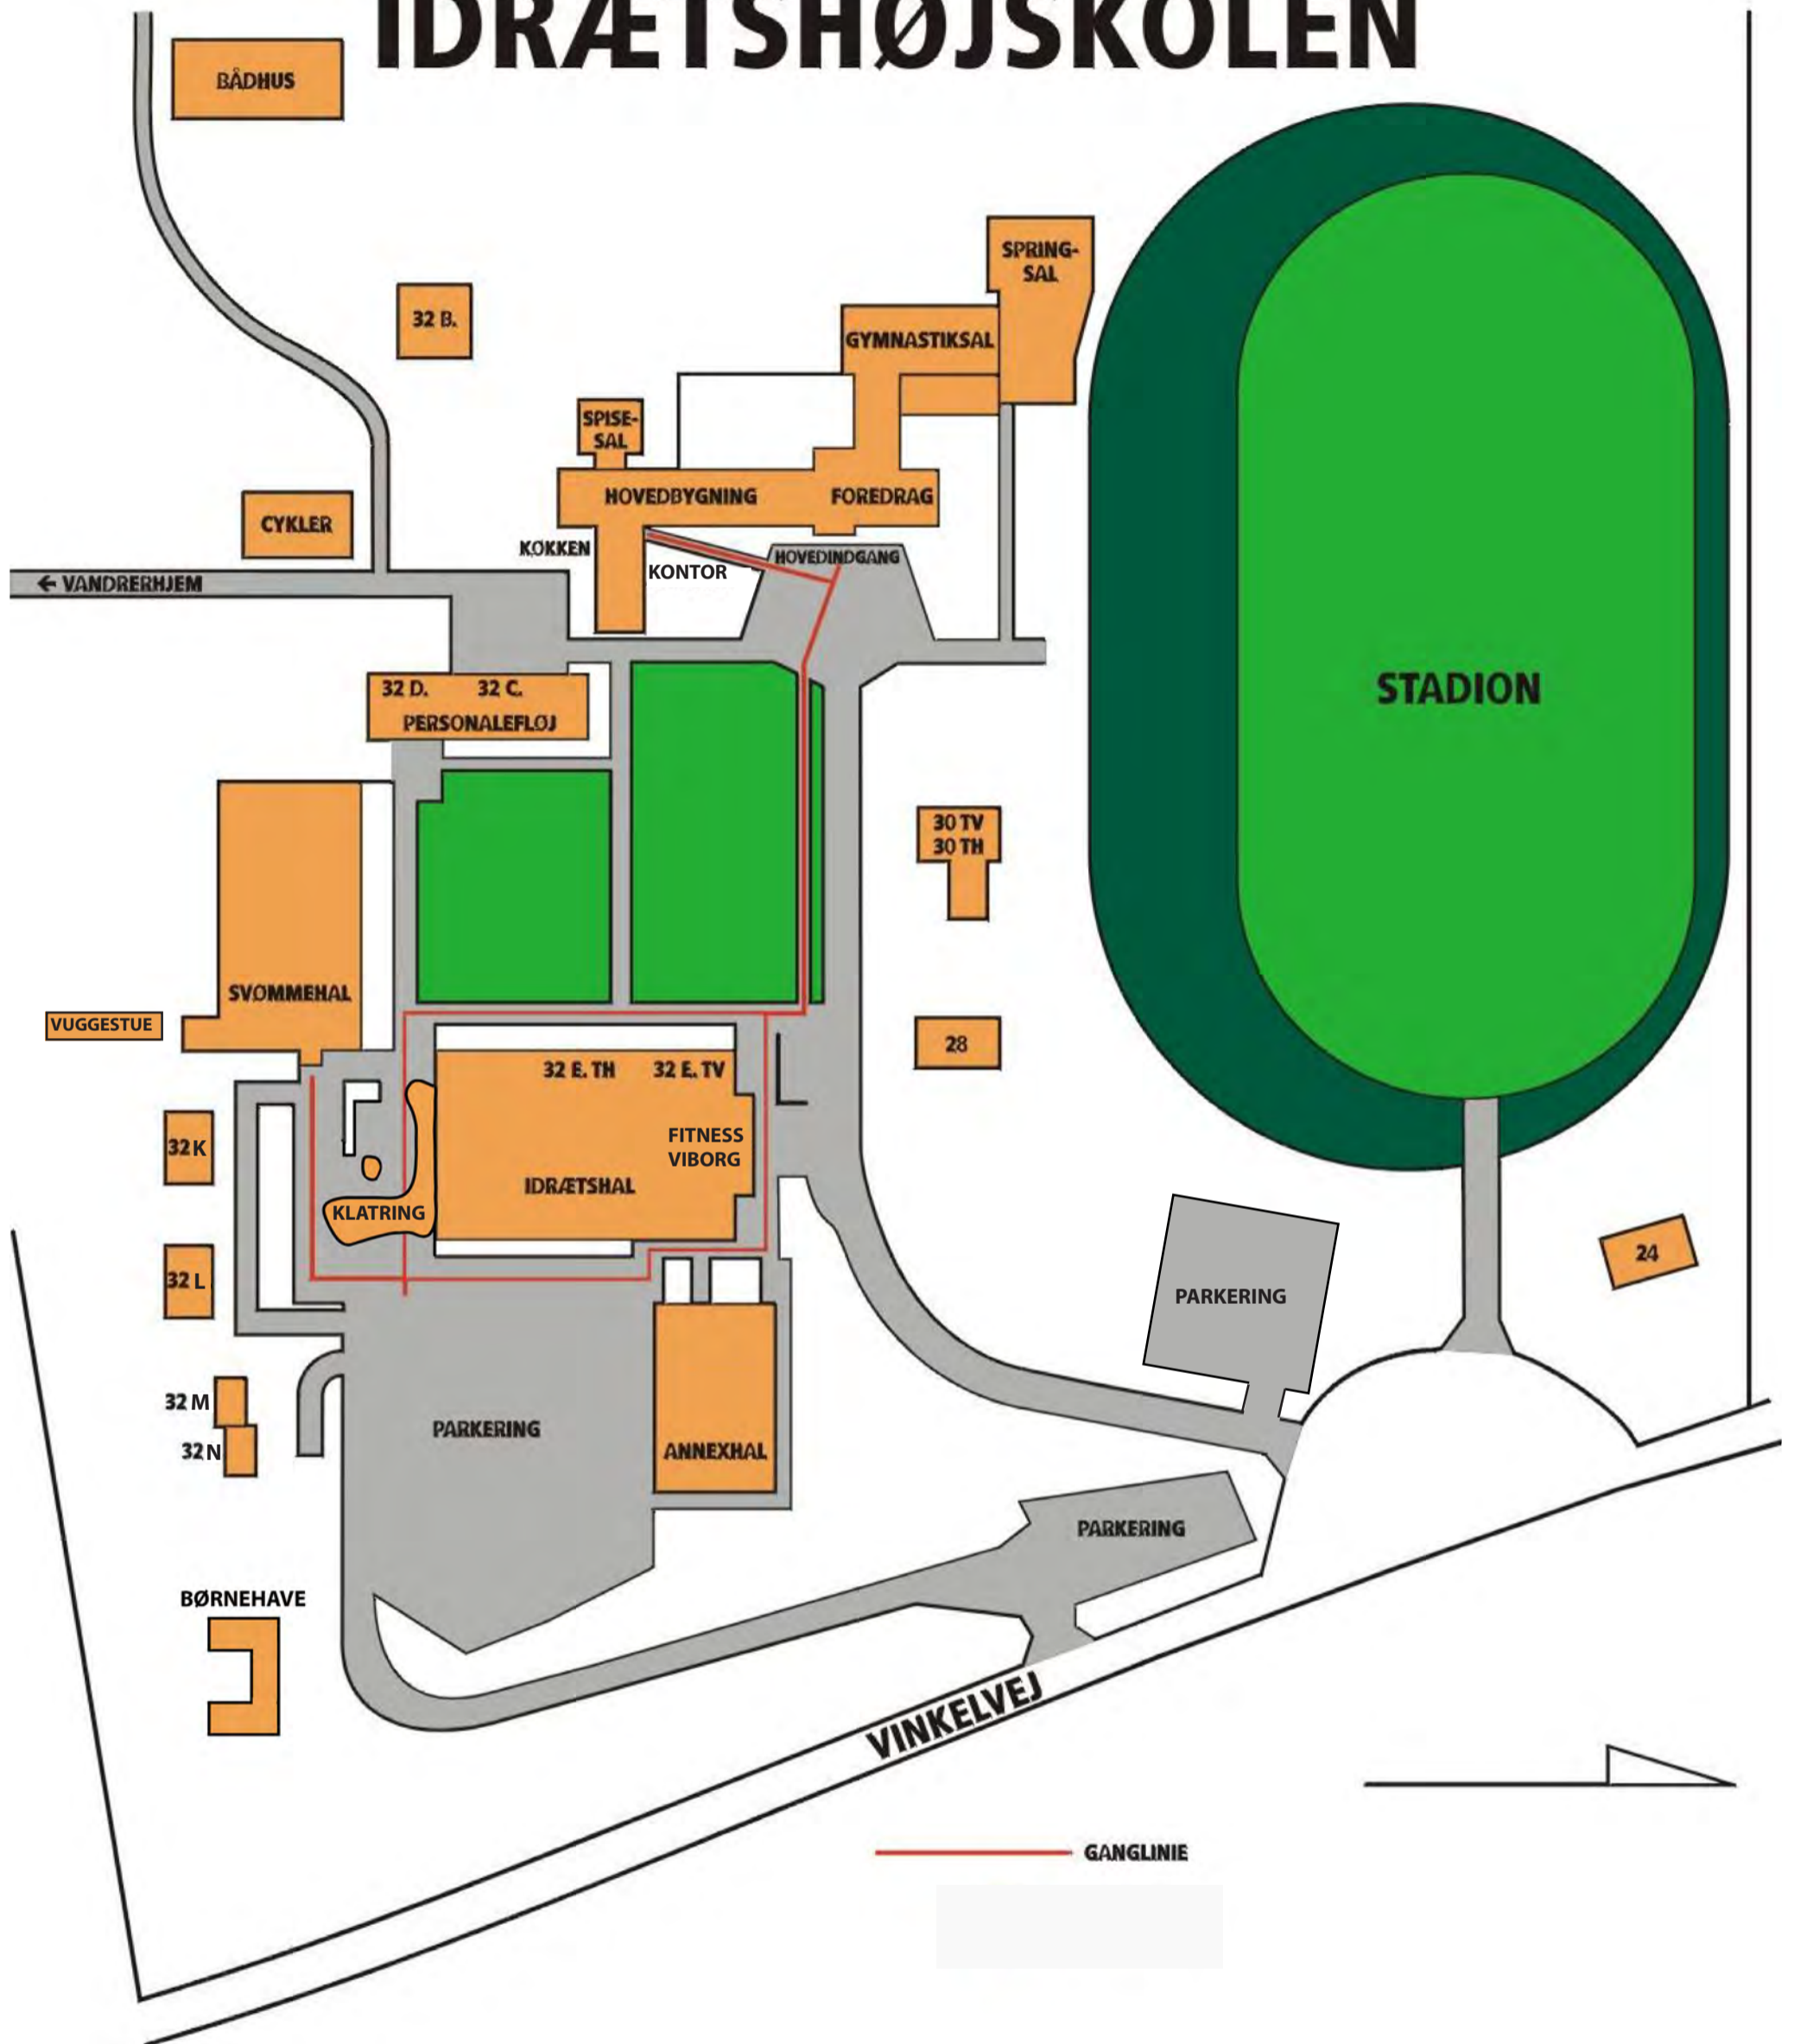 IDRÆTSHØJSKOLEN
BÅDHUS
SPRING-
SAL
32 B.
GYMNASTIKSAL
SPISE-
SAL
HOVEDBYGNING
FOREDRAG
CYKLER
KØKKEN
HOVEDINDGANG
KONTOR
← VANDRERHJEM
32 D.
32 C.
PERSONALEFLØJ
STADION
30 TV
30 TH
SVØMMEHAL
VUGGESTUE
28
32 E. TH
32 E. TV
32 K
FITNESS
VIBORG
IDRÆTSHAL
KLATRING
24
32 L
PARKERING
32 M
PARKERING
32 N
ANNEXHAL
PARKERING
BØRNEHAVE
VINKELVEJ
GANGLINIE